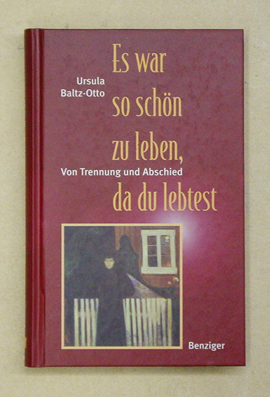 Es war
Ursula
Baltz-Otto
so schön
zu leben,
Von Trennung und Abschied
da du lebtest
Benziger